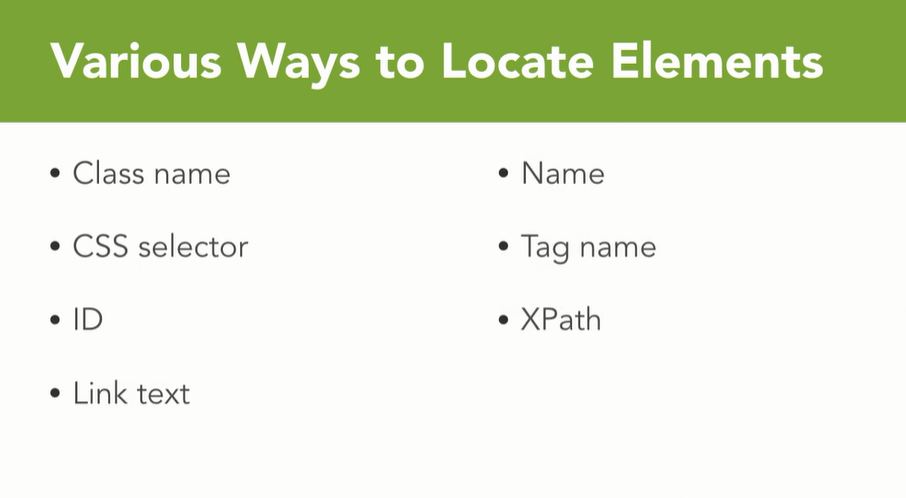 Various Ways to Locate Elements
• Class name
• CSS selector
• ID
• Link text
• Name
• Tag name
• XPath